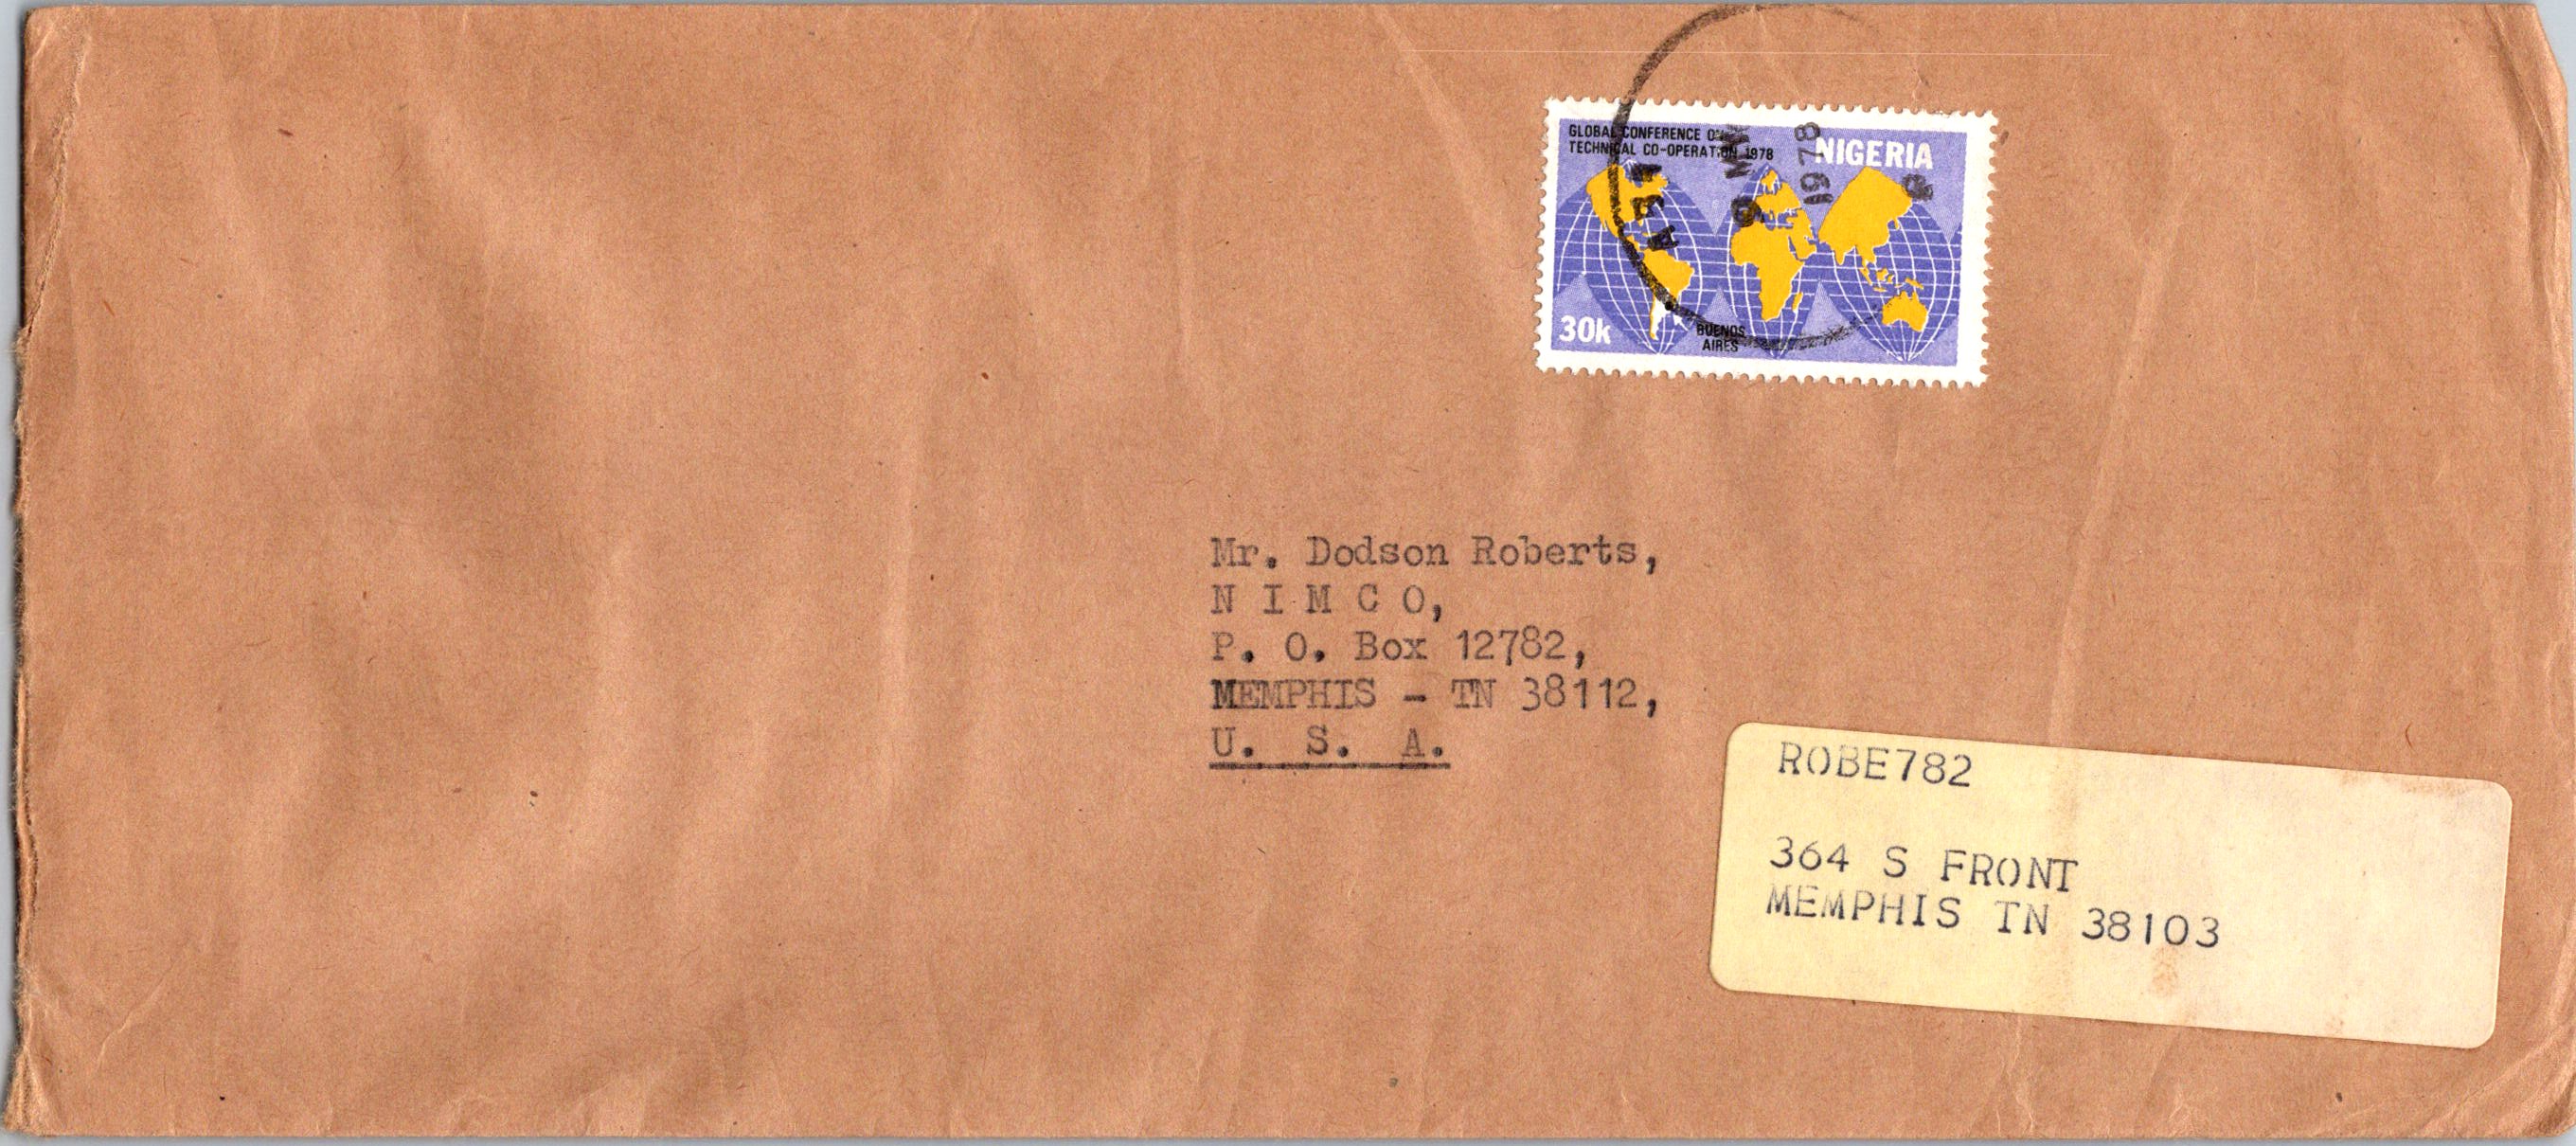 GLOBAL CONFERENCE ON
TECHNICAL CO-OPERATION 1978
NIGERIA
30k
BUENOS
AIRES
1978
Mr. Dodson Roberts,
N I M C O,
P. O. Box 12782,
MEMPHIS - TN 38112,
U. S. A.
ROBE782
364 S FRONT
MEMPHIS TN 38103